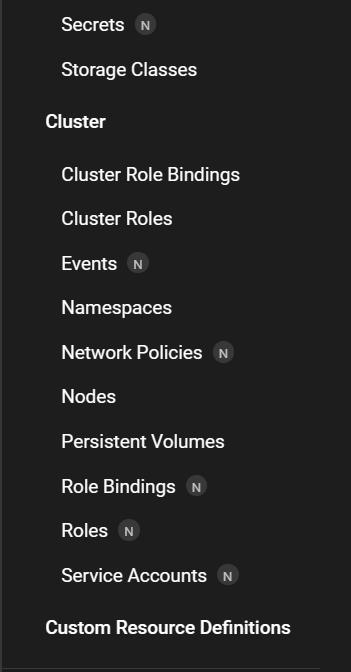 Secrets N
Storage Classes
Cluster
Cluster Role Bindings
Cluster Roles
Events N
Namespaces
Network Policies N
Nodes
Persistent Volumes
Role Bindings N
Roles N
Service Accounts N
Custom Resource Definitions